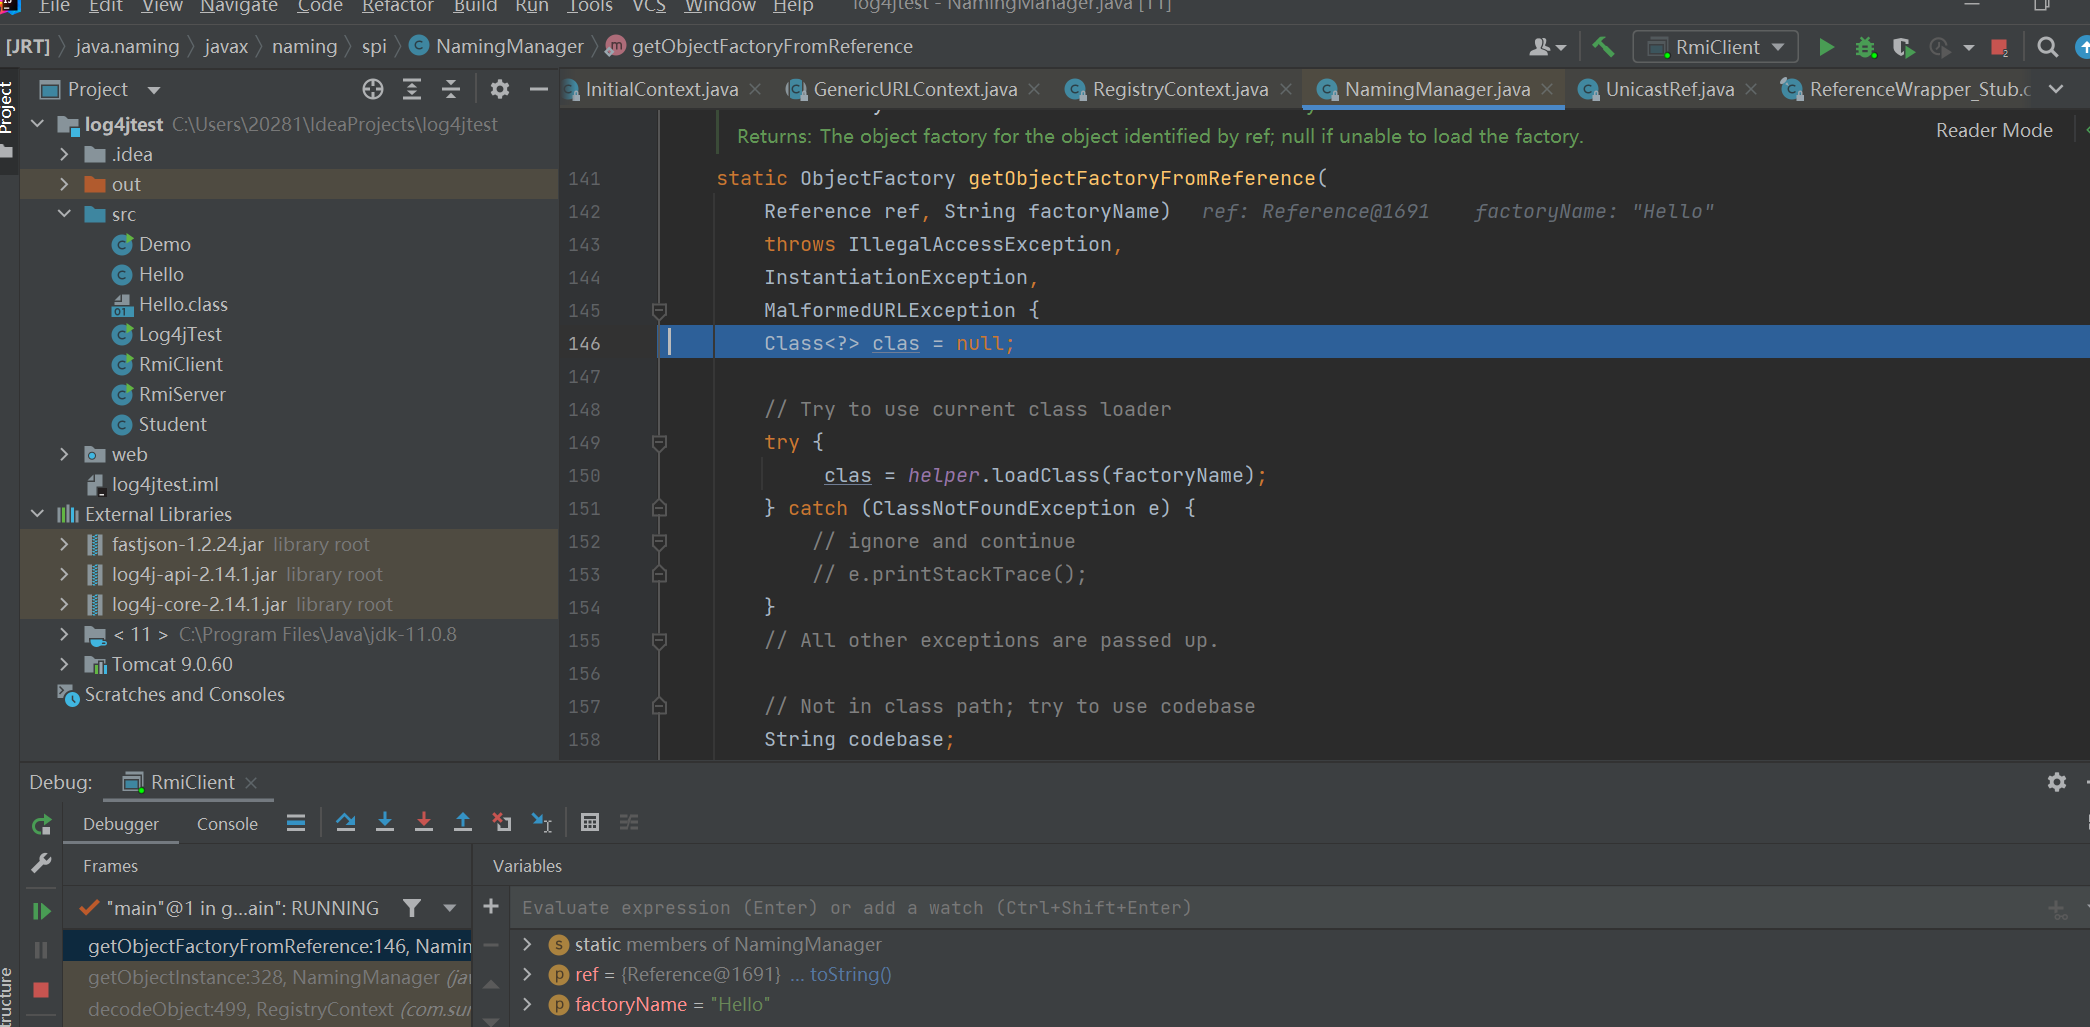 File Edit View Navigate Code Refactor Build Run Tools VCS Window Help log4jtest - NamingManager.java [11]
[JRT] java.naming javax naming spi NamingManager getObjectFactoryFromReference RmiClient
Project InitialContext.java GenericURLContext.java RegistryContext.java NamingManager.java UnicastRef.java ReferenceWrapper_Stub.c
Project
log4jtest C:\Users\20281\IdeaProjects\log4jtest
.idea
out
src
Demo
Hello
Hello.class
Log4jTest
RmiClient
RmiServer
Student
web
log4jtest.iml
External Libraries
fastjson-1.2.24.jar library root
log4j-api-2.14.1.jar library root
log4j-core-2.14.1.jar library root
< 11 > C:\Program Files\Java\jdk-11.0.8
Tomcat 9.0.60
Scratches and Consoles
Returns: The object factory for the object identified by ref; null if unable to load the factory.
Reader Mode
141 static ObjectFactory getObjectFactoryFromReference(
142 Reference ref, String factoryName) ref: Reference@1691 factoryName: "Hello"
143 throws IllegalAccessException,
144 InstantiationException,
145 MalformedURLException {
146 Class<?> clas = null;
147
148 // Try to use current class loader
149 try {
150 clas = helper.loadClass(factoryName);
151 } catch (ClassNotFoundException e) {
152 // ignore and continue
153 // e.printStackTrace();
154 }
155 // All other exceptions are passed up.
156
157 // Not in class path; try to use codebase
158 String codebase;
Debug: RmiClient
Debugger Console
Frames Variables
"main"@1 in g...ain": RUNNING
Evaluate expression (Enter) or add a watch (Ctrl+Shift+Enter)
getObjectFactoryFromReference:146, Namin
getObjectInstance:328, NamingManager (jav
decodeObject:499, RegistryContext (com.sun
static members of NamingManager
ref = {Reference@1691} ... toString()
factoryName = "Hello"
tructure